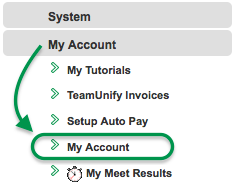 System
My Account
My Tutorials
TeamUnify Invoices
Setup Auto Pay
My Account
My Meet Results